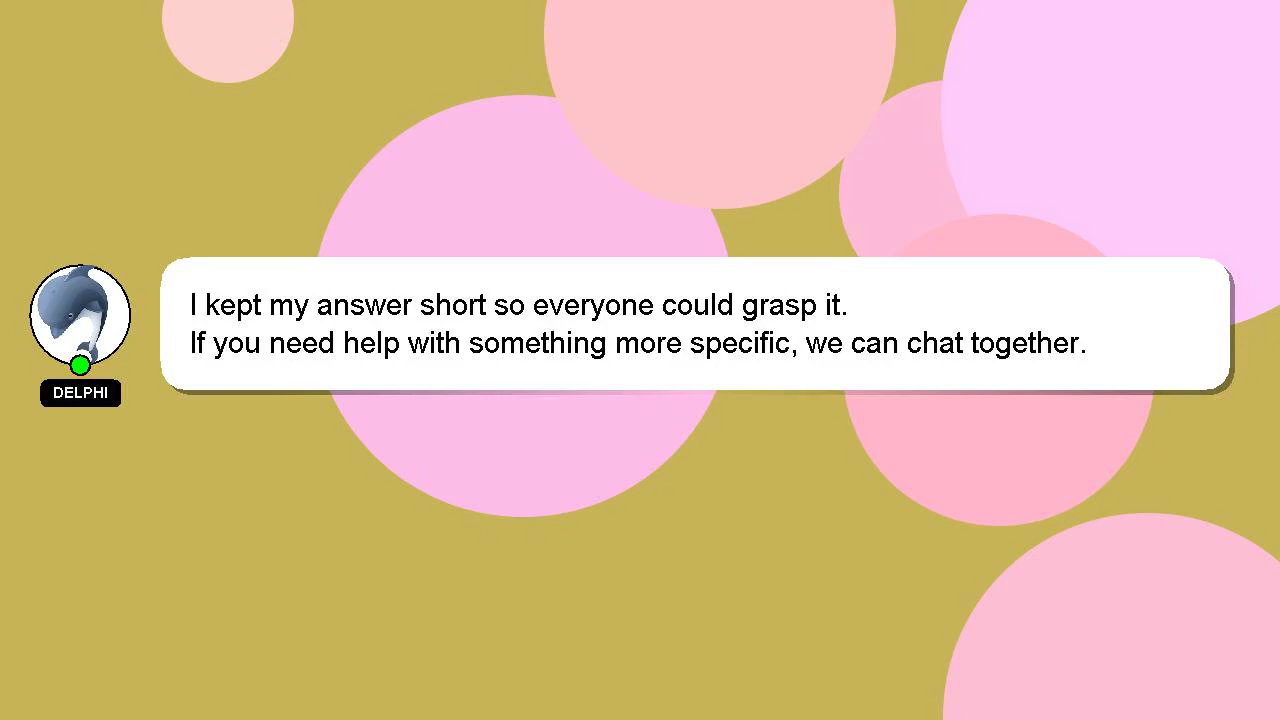 I kept my answer short so everyone could grasp it.
If you need help with something more specific, we can chat together.
DELPHI